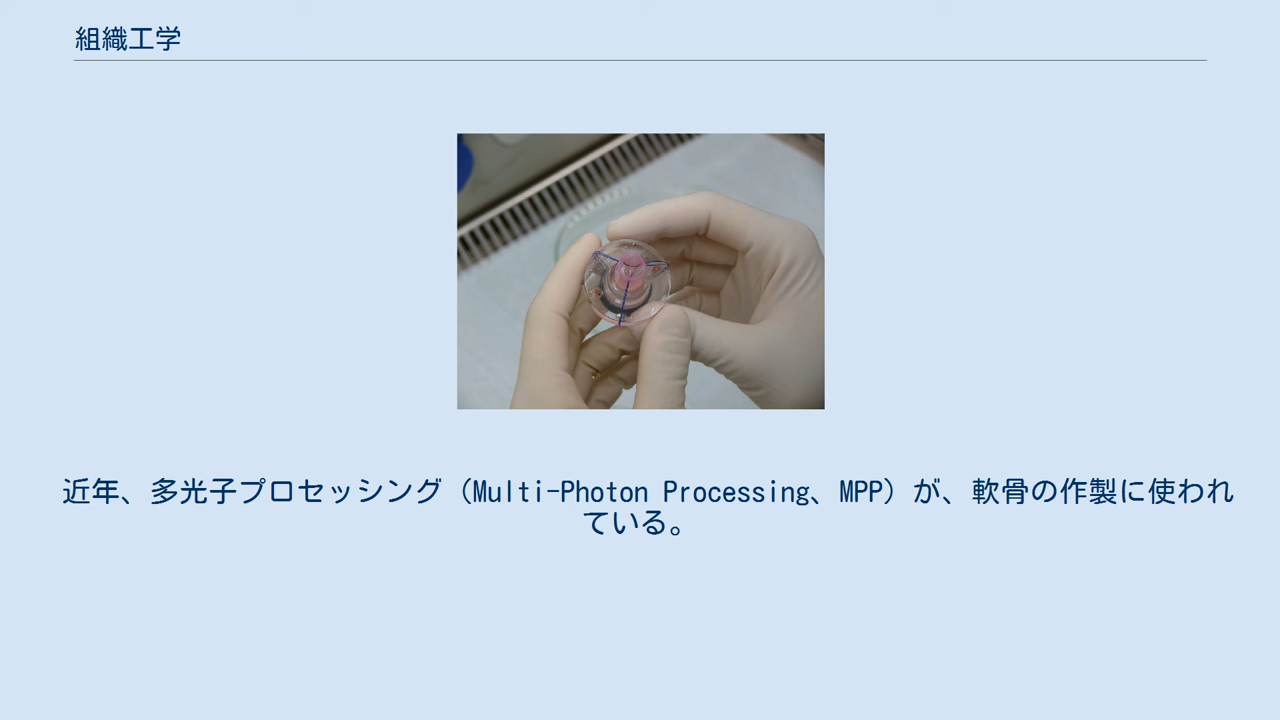 組織工学
近年、多光子プロセッシング（Multi-Photon Processing、MPP）が、軟骨の作製に使われ
ている。